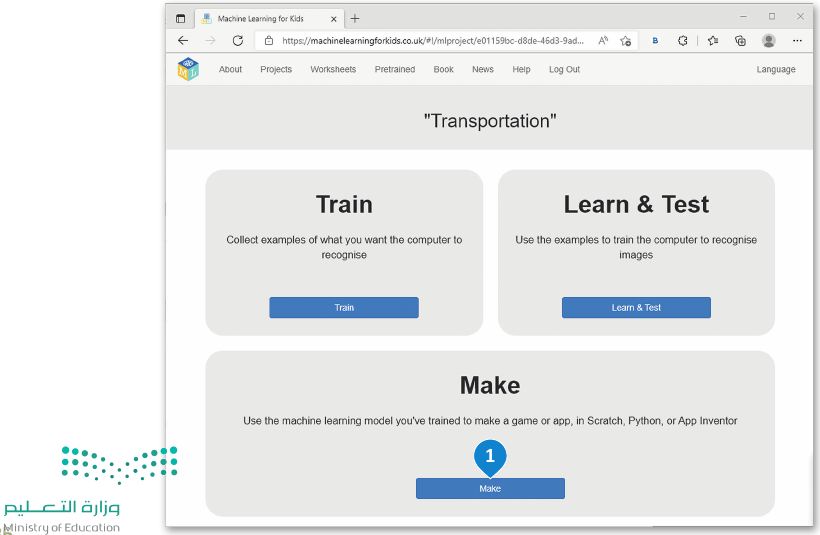 Machine Learning for Kids
https://machinelearningforkids.co.uk/#!/mlproject/e01159bc-d8de-46d3-9ad...
About Projects Worksheets Pretrained Book News Help Log Out Language
"Transportation"
Train
Collect examples of what you want the computer to
recognise
Train
Learn & Test
Use the examples to train the computer to recognise
images
Learn & Test
Make
Use the machine learning model you've trained to make a game or app, in Scratch, Python, or App Inventor
1
Make
وزارة التعليم
Ministry of Education